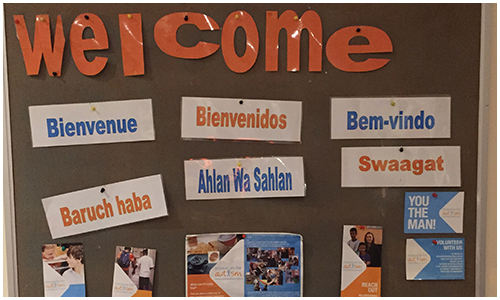 welcome
Bienvenue
Bienvenidos
Bem-vindo
Baruch haba
Ahlan Wa Sahlan
Swaagat
YOU
THE
MAN!
VOLUNTEER
WITH US
autism
REACH
OUT